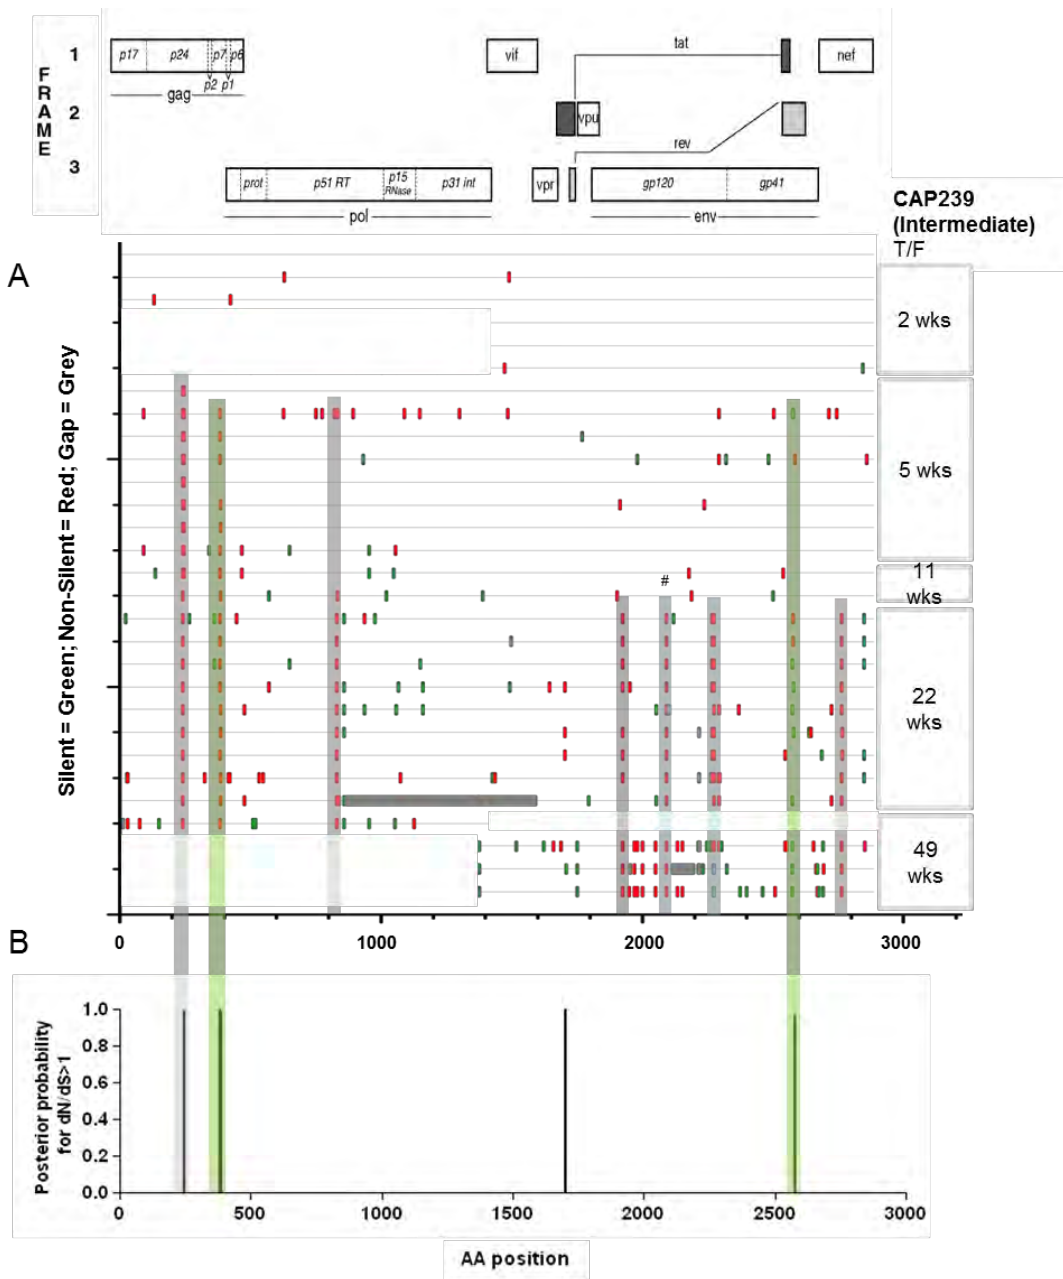 FRAME
1
2
3
p17 p24 p7 p6
p2 p1
gag
vif
tat
nef
vpu
rev
prot p51 RT p15 RNase p31 int
pol
vpr
gp120 gp41
env
CAP239
(Intermediate)
T/F
A
Silent = Green; Non-Silent = Red; Gap = Grey
2 wks
5 wks
11
wks
#
22
wks
49
wks
0 1000 2000 3000
B
Posterior probability
for dN/dS>1
1.0
0.8
0.6
0.4
0.2
0.0
0 500 1000 1500 2000 2500 3000
AA position